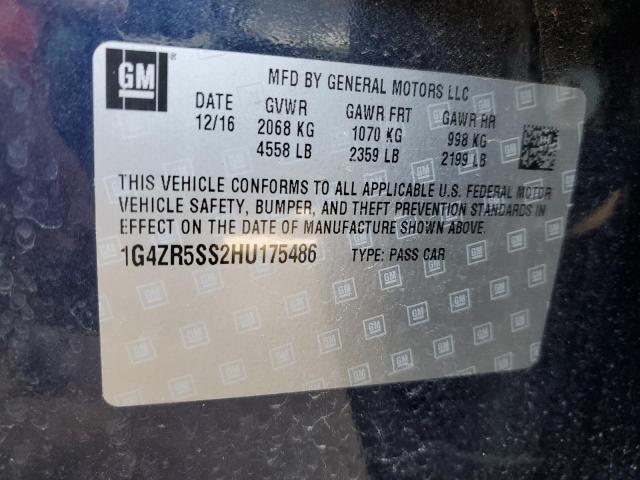 GM
MFD BY GENERAL MOTORS LLC
DATE GVWR GAWR FRT GAWR RR
12/16 2068 KG 1070 KG 998 KG
4558 LB 2359 LB 2199 LB
THIS VEHICLE CONFORMS TO ALL APPLICABLE U.S. FEDERAL MOTOR
VEHICLE SAFETY, BUMPER, AND THEFT PREVENTION STANDARDS IN
EFFECT ON THE DATE OF MANUFACTURE SHOWN ABOVE.
1G4ZR5SS2HU175486 TYPE: PASS CAR